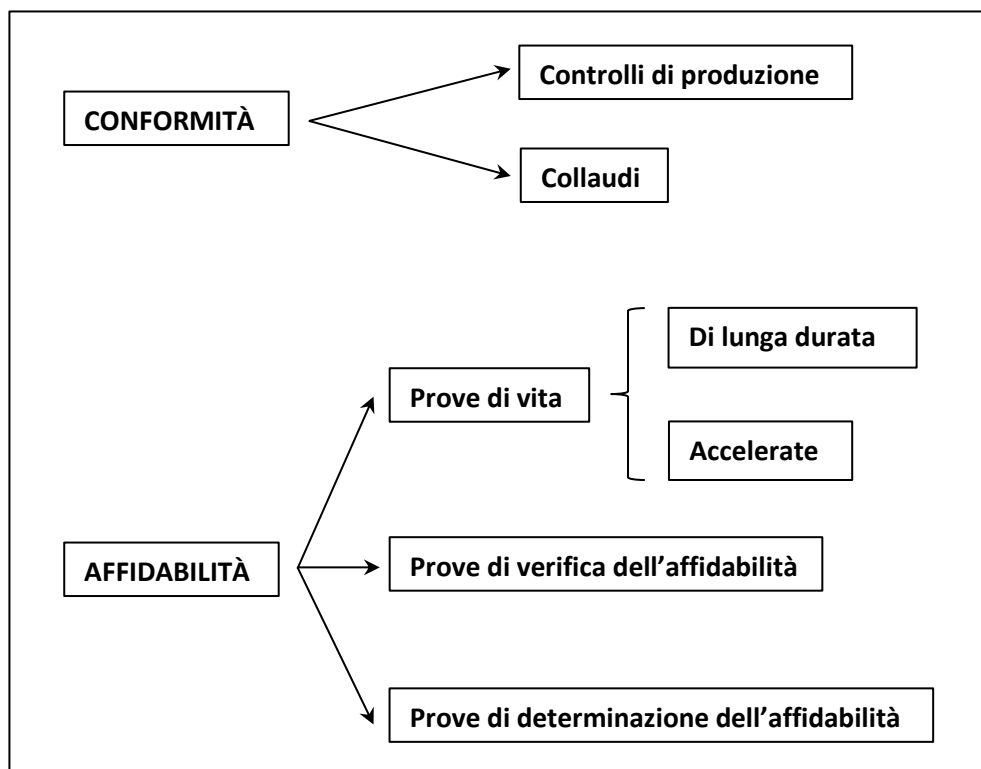 Controlli di produzione
CONFORMITÀ
Collaudi
Di lunga durata
Prove di vita
Accelerate
Prove di verifica dell’affidabilità
AFFIDABILITÀ
Prove di determinazione dell’affidabilità